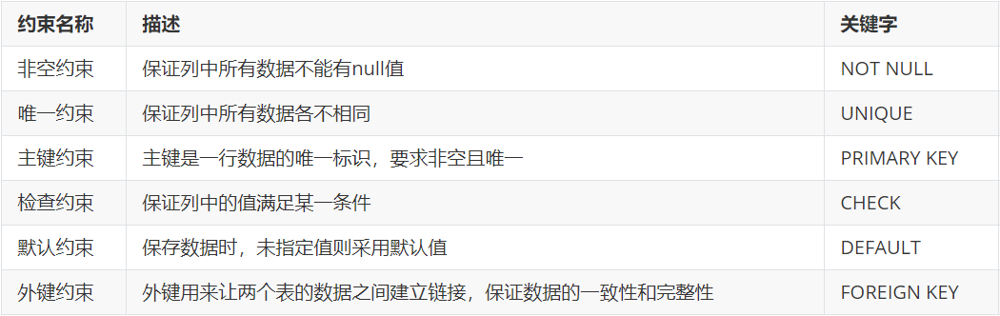 约束名称 描述 关键字
非空约束 保证列中所有数据不能有null值 NOT NULL
唯一约束 保证列中所有数据各不相同 UNIQUE
主键约束 主键是一行数据的唯一标识，要求非空且唯一 PRIMARY KEY
检查约束 保证列中的值满足某一条件 CHECK
默认约束 保存数据时，未指定值则采用默认值 DEFAULT
外键约束 外键用来让两个表的数据之间建立链接，保证数据的一致性和完整性 FOREIGN KEY